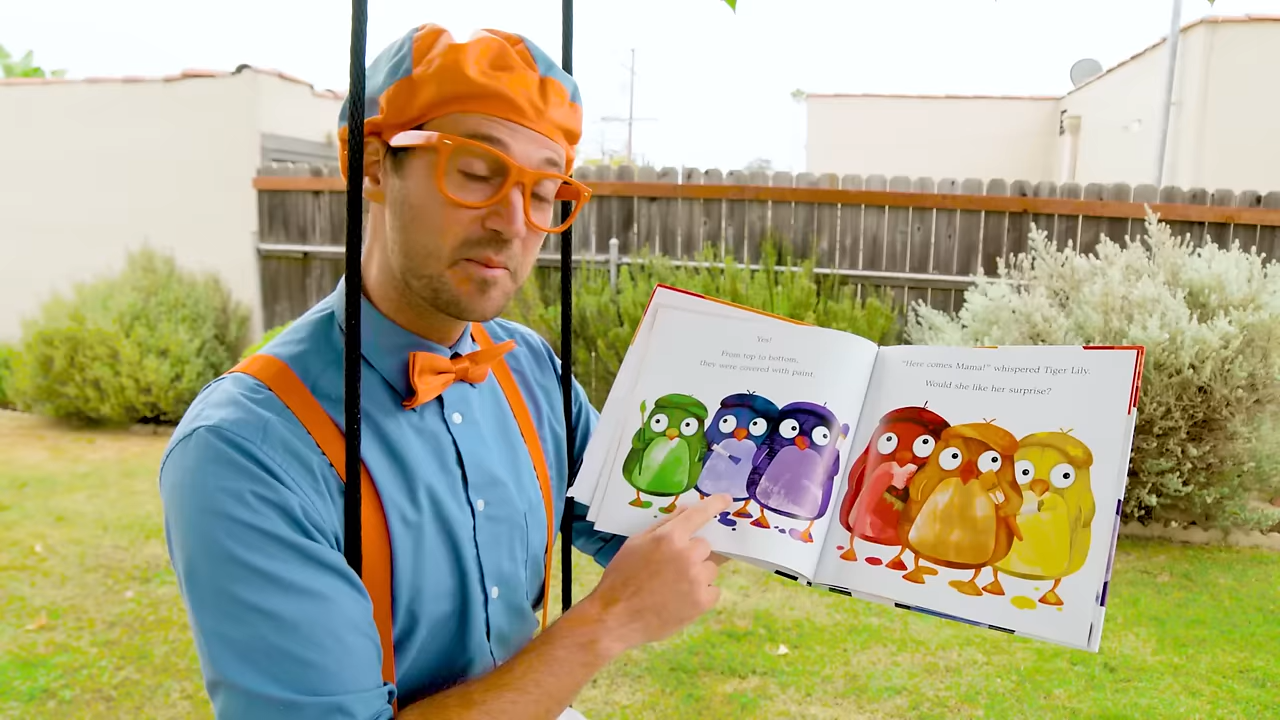 Yes!
From top to bottom,
they were covered with paint.
"Here comes Mama!" whispered Tiger Lily.
Would she like her surprise?